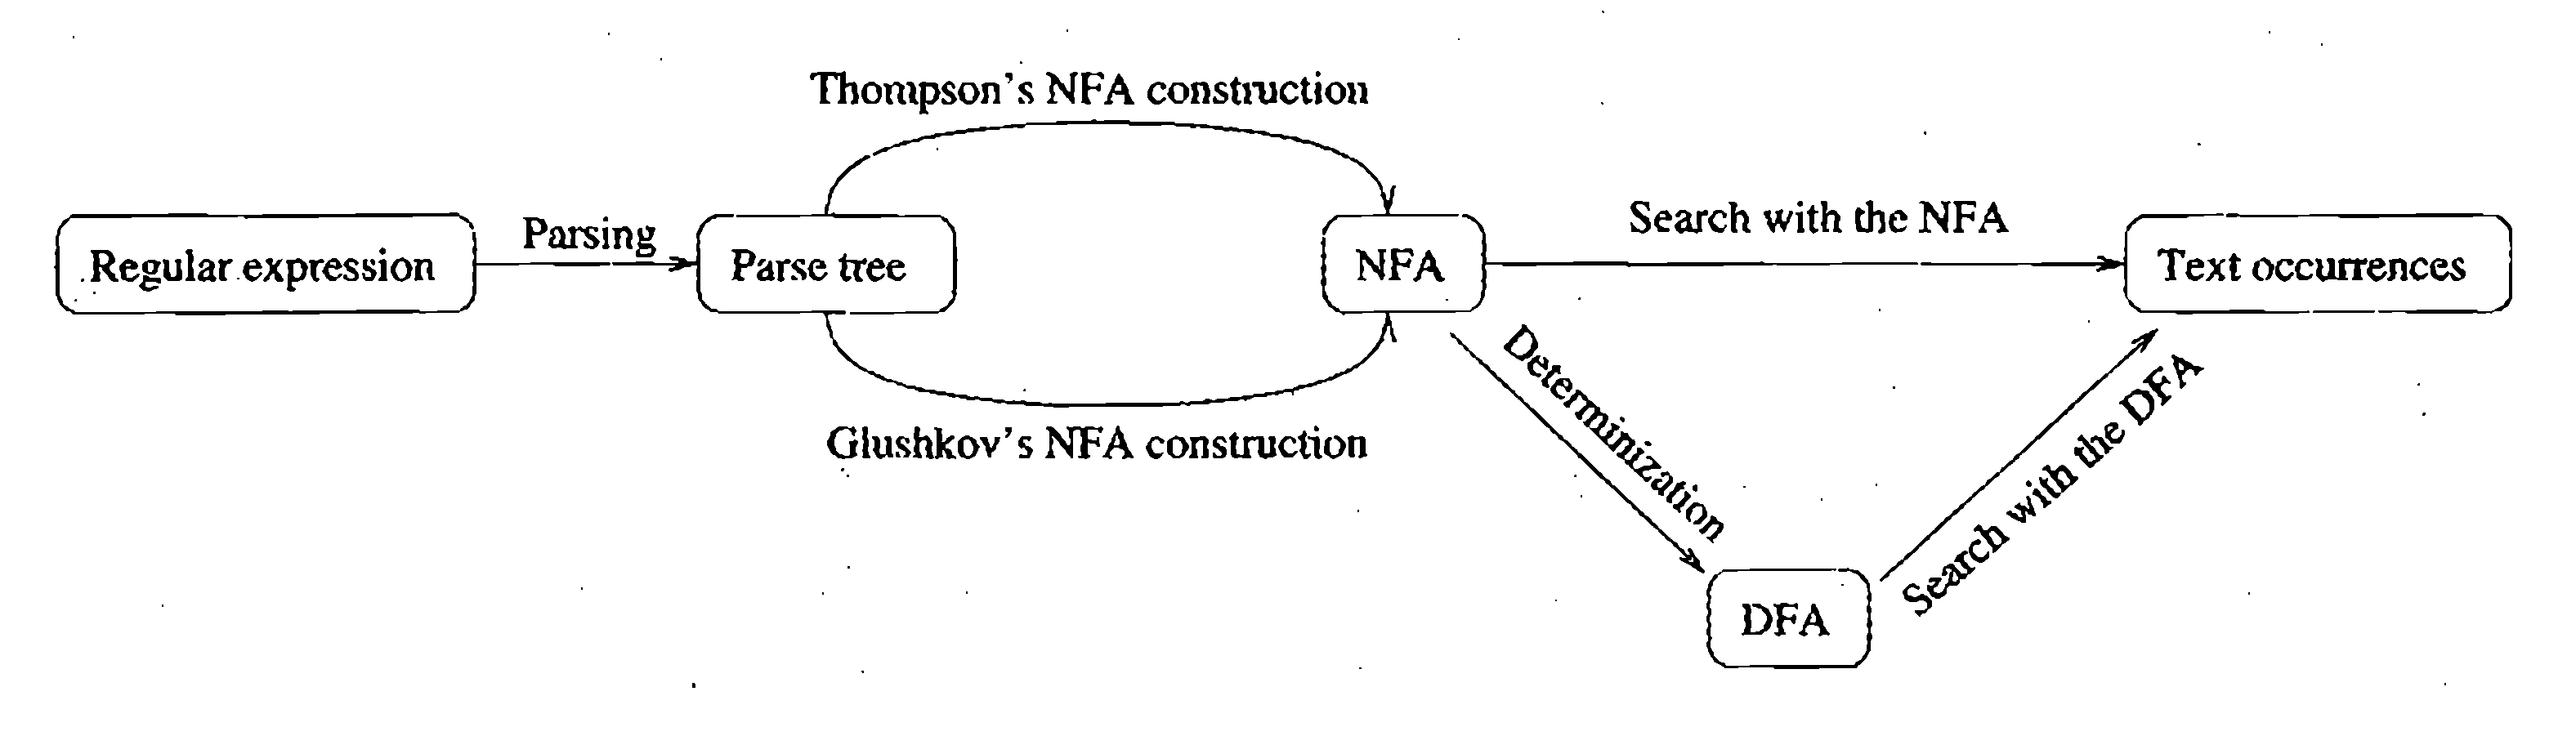 Thompson's NFA construction
Regular expression
Parsing
Parse tree
NFA
Search with the NFA
Text occurrences
Glushkov's NFA construction
Determinization
Search with the DFA
DFA